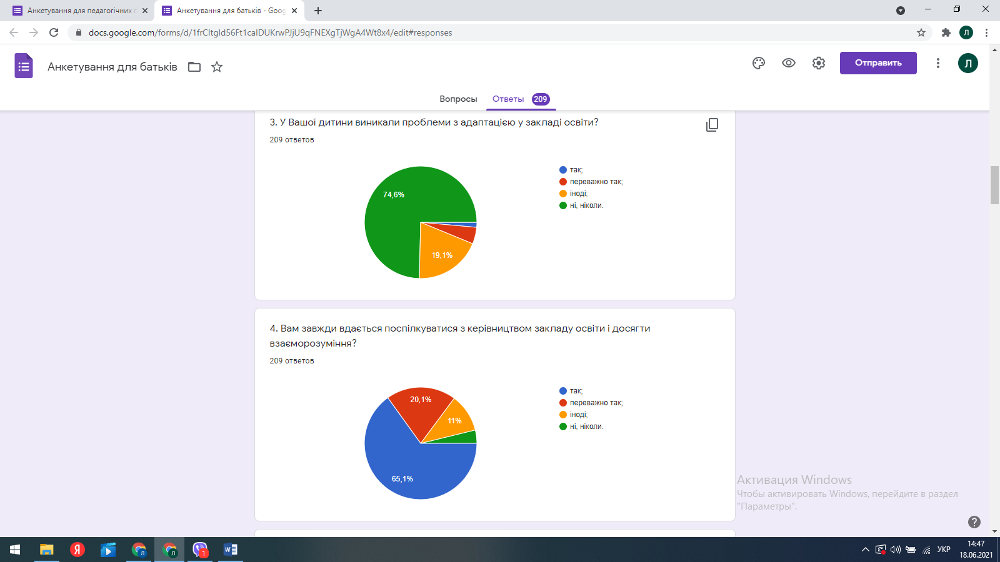 Анкетування для педагогічних
Анкетування для батьків - Goog
docs.google.com/forms/d/1frCltgId56Ft1calDUKrwPJjU9qFNEXgTjWgA4Wt8x4/edit#responses
Л
Анкетування для батьків
Отправить
Л
Вопросы
Ответы 209
3. У Вашої дитини виникали проблеми з адаптацією у закладі освіти?
209 ответов
74,6%
19,1%
так;
переважно так;
іноді;
ні, ніколи.
4. Вам завжди вдається поспілкуватися з керівництвом закладу освіти і досягти
взаєморозуміння?
209 ответов
20,1%
11%
65,1%
так;
переважно так;
іноді;
ні, ніколи.
Активация Windows
Чтобы активировать Windows, перейдите в раздел
"Параметры".
УКР
14:47
18.06.2021